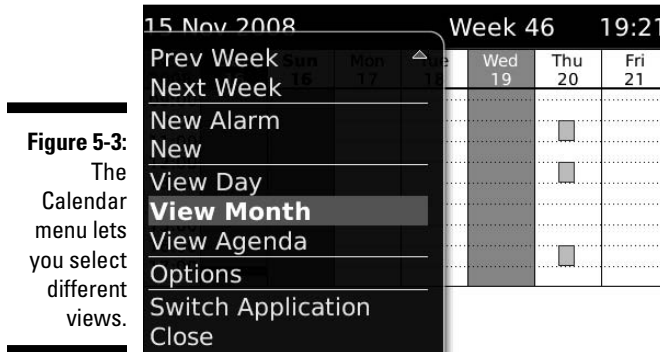 15 Nov 2008 Week 46 19:21
Sun Mon Tue Wed Thu Fri
16 17 18 19 20 21
Prev Week
Next Week
New Alarm
New
View Day
View Month
View Agenda
Options
Switch Application
Close
Figure 5-3:
The
Calendar
menu lets
you select
different
views.